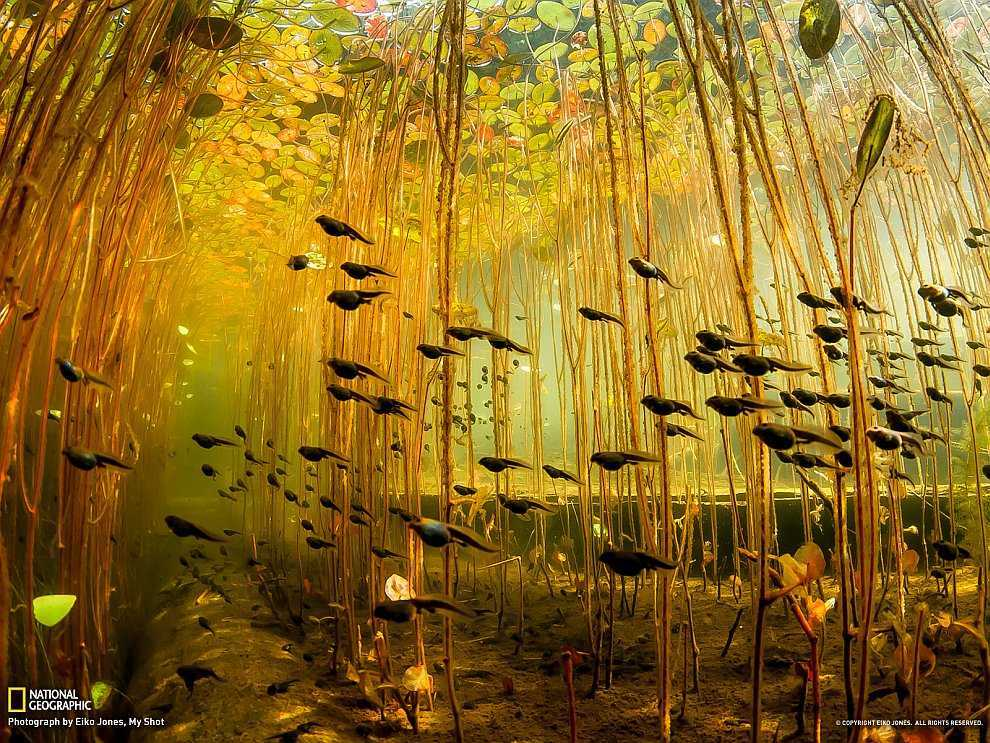 NATIONAL
GEOGRAPHIC
Photograph by Eiko Jones, My Shot
© COPYRIGHT EIKO JONES. ALL RIGHTS RESERVED.